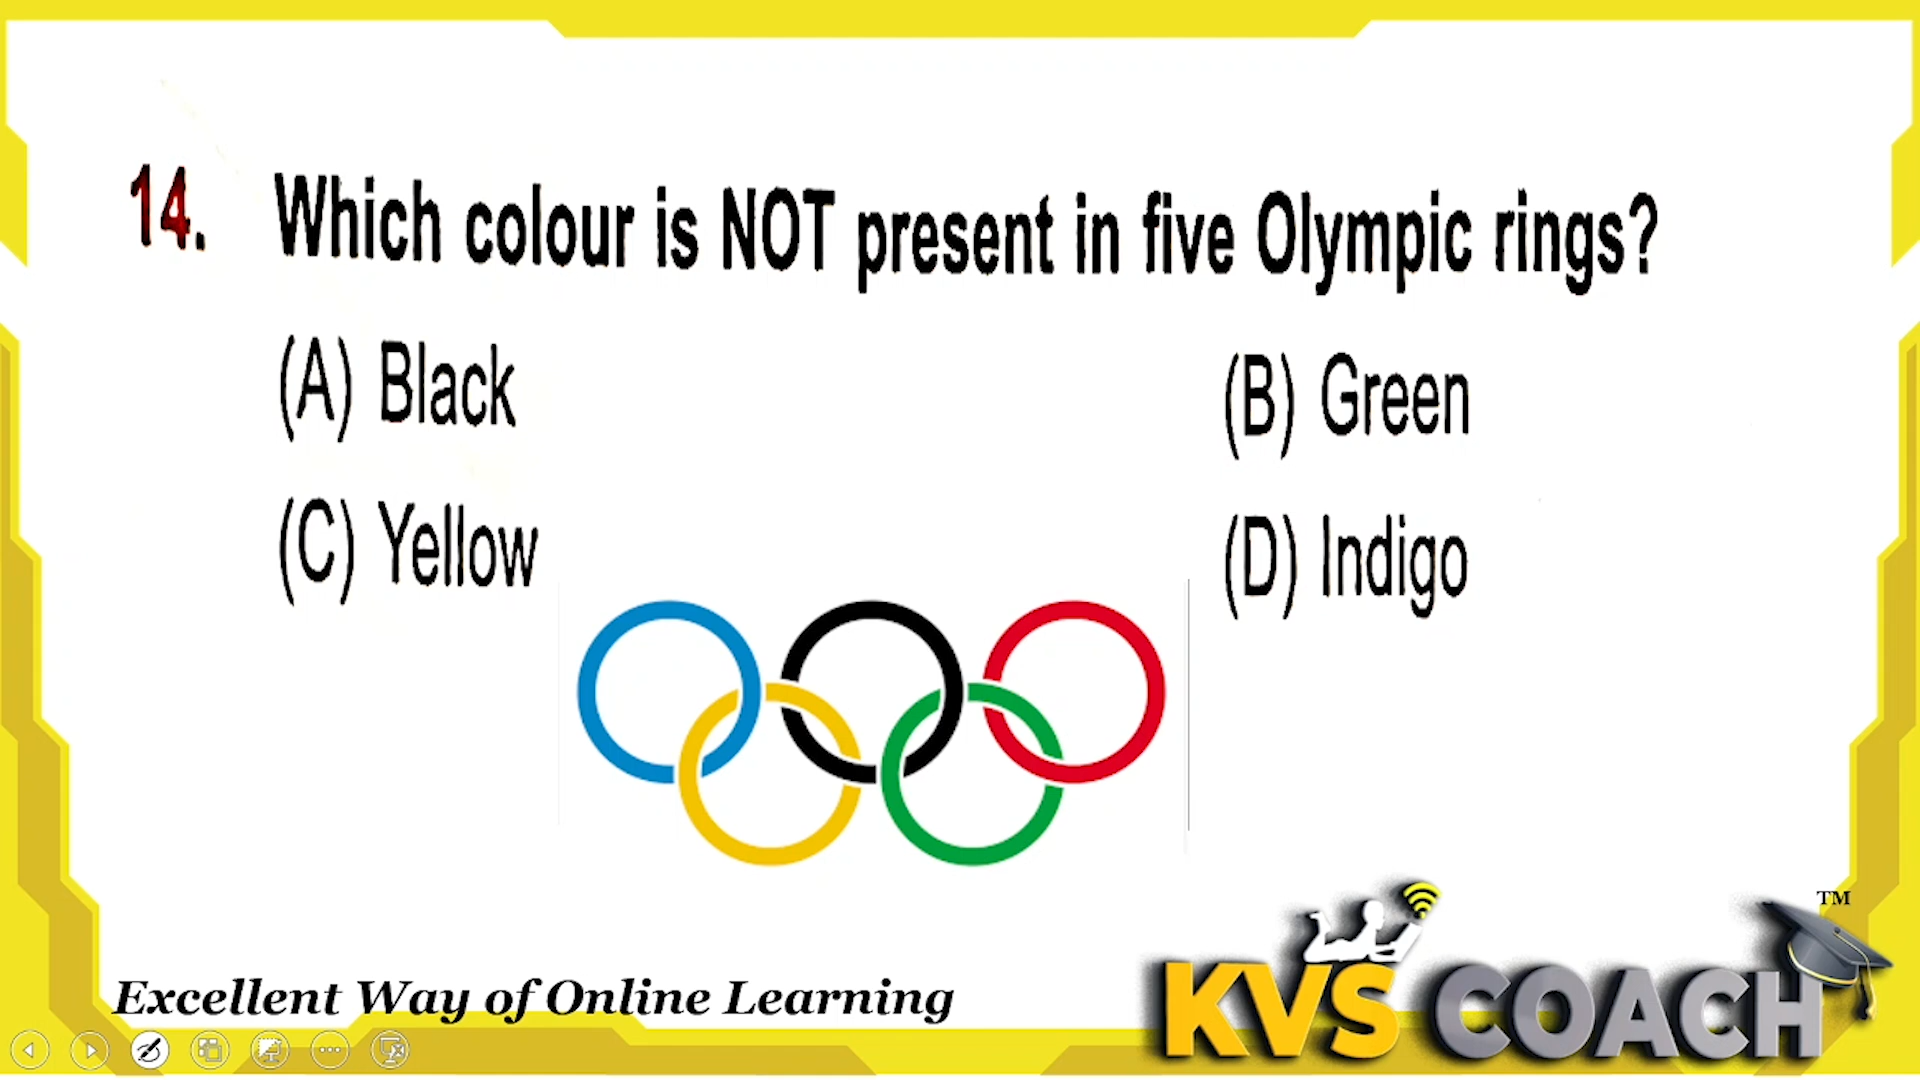 14. Which colour is NOT present in five Olympic rings?
(A) Black (B) Green
(C) Yellow (D) Indigo
Excellent Way of Online Learning
KVS COACH TM